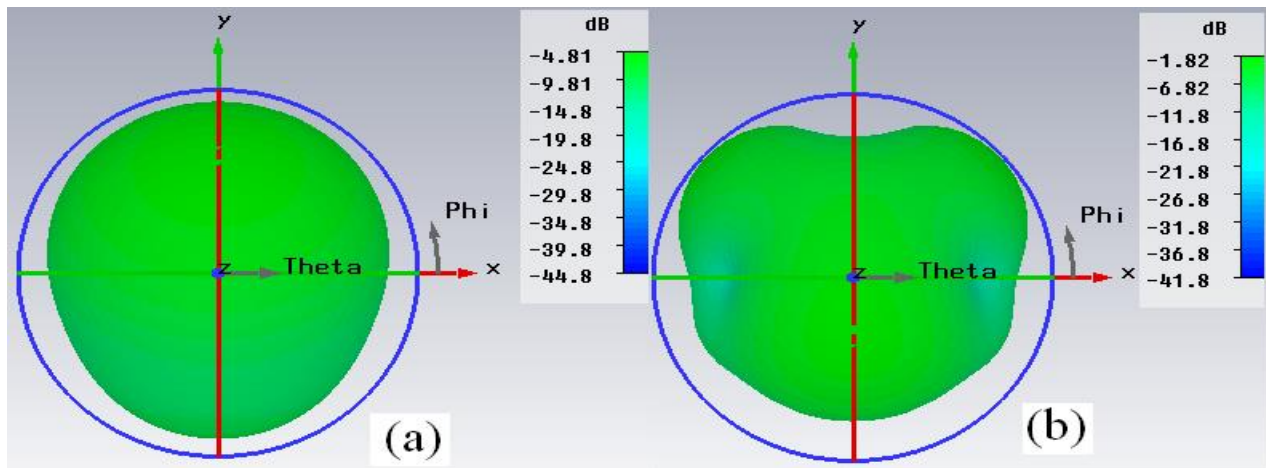 y
dB
-4.81
-9.81
-14.8
-19.8
-24.8
-29.8
-34.8
-39.8
-44.8
Phi
z
Theta
x
(a)
y
dB
-1.82
-6.82
-11.8
-16.8
-21.8
-26.8
-31.8
-36.8
-41.8
Phi
z
Theta
x
(b)